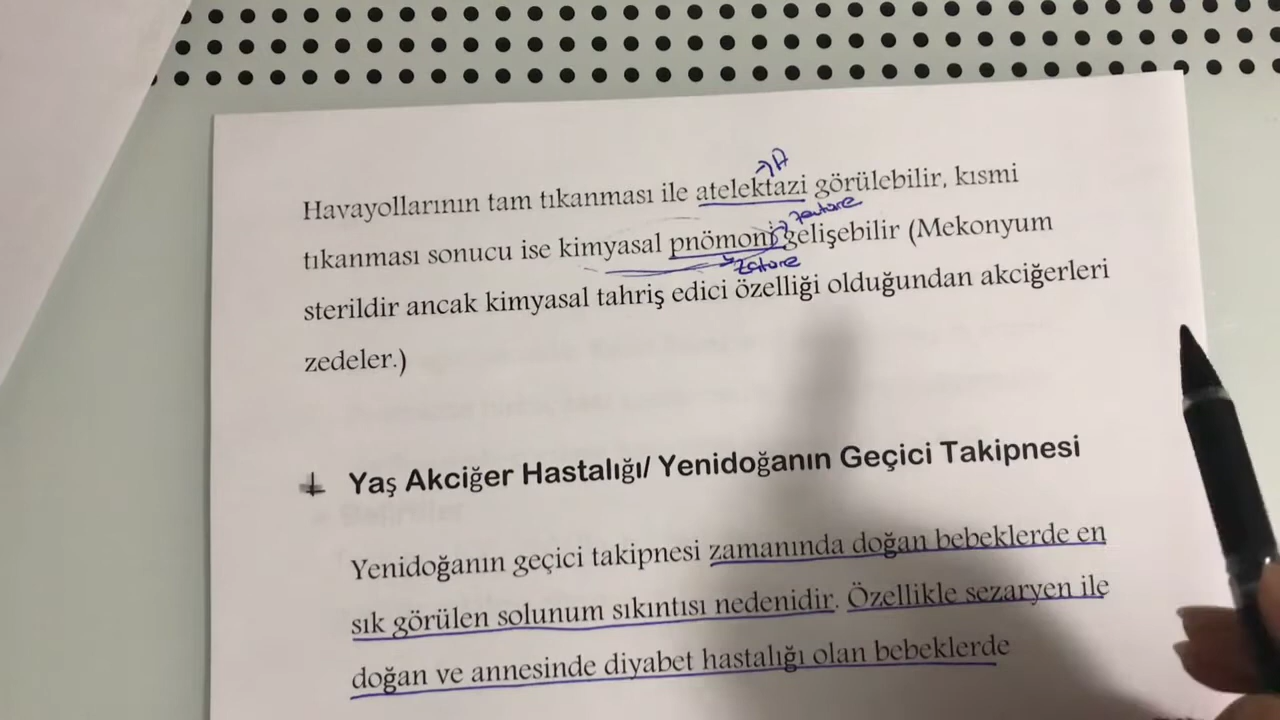 Havayollarının tam tıkanması ile atelektazi görülebilir, kısmi
tıkanması sonucu ise kimyasal pnömoni gelişebilir (Mekonyum
zatüre
sterildir ancak kimyasal tahriş edici özelliği olduğundan akciğerleri
zedeler.)
Yaş Akciğer Hastalığı/ Yenidoğanın Geçici Takipnesi
Yenidoğanın geçici takipnesi zamanında doğan bebeklerde en
sık görülen solunum sıkıntısı nedenidir. Özellikle sezaryen ile
doğan ve annesinde diyabet hastalığı olan bebeklerde